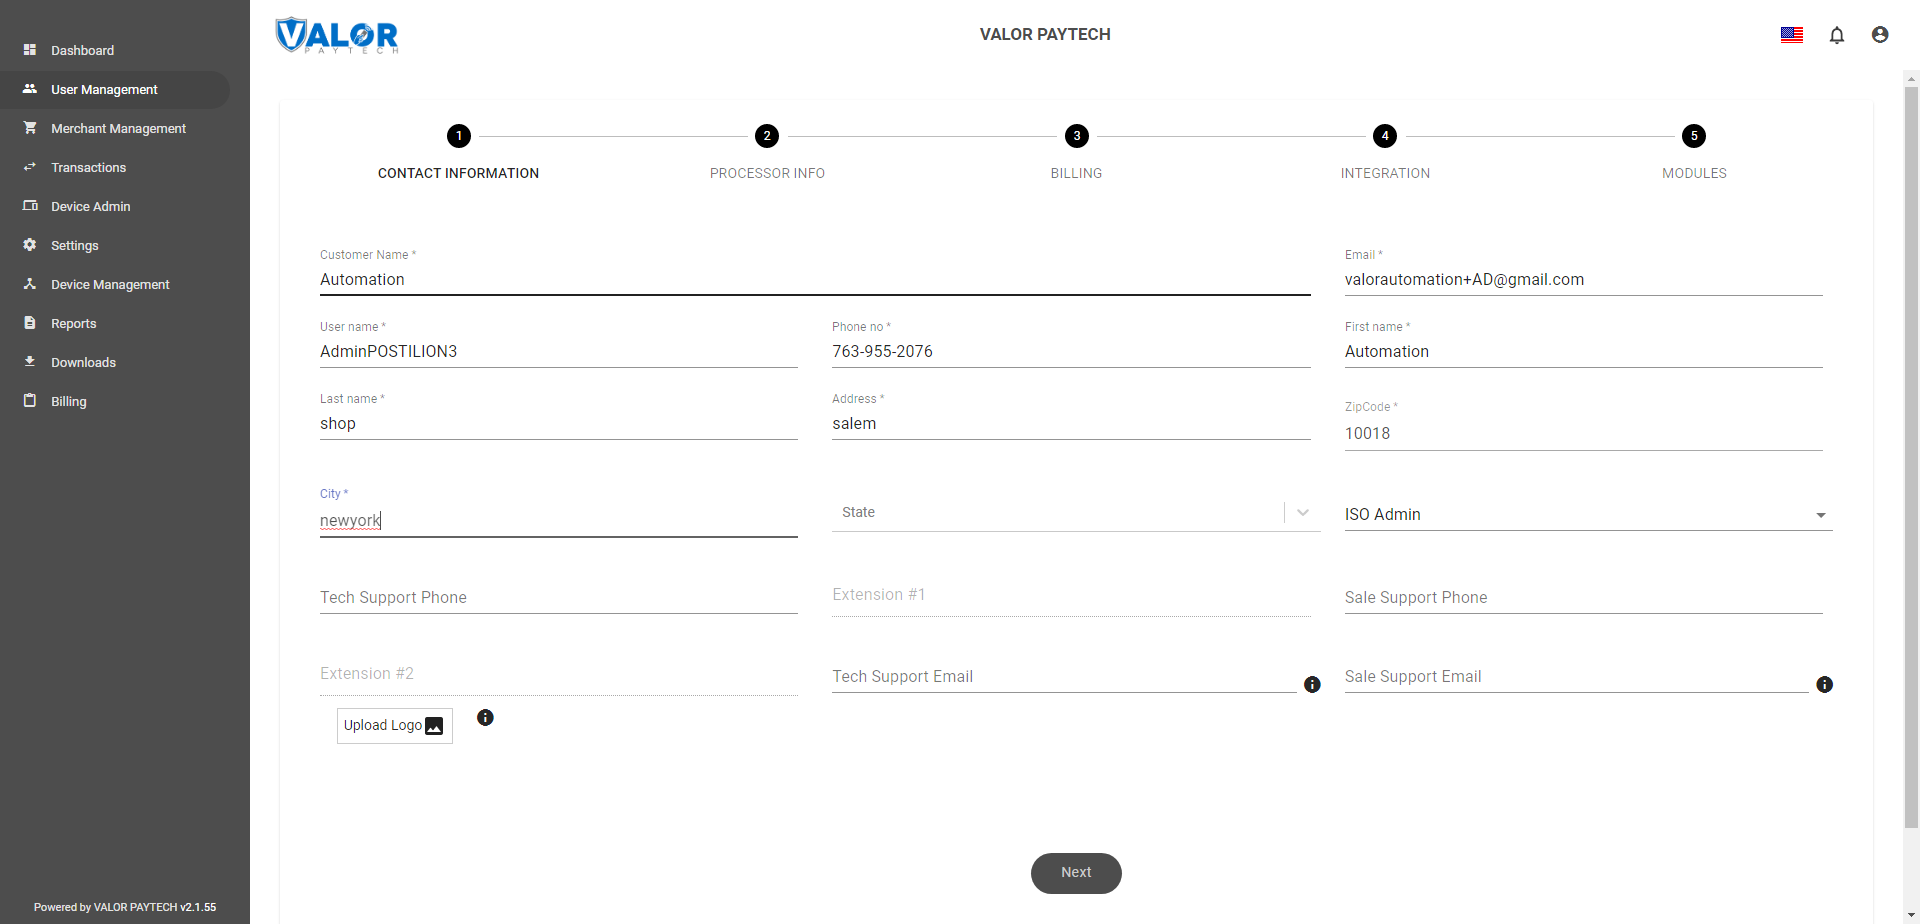 Dashboard
User Management
Merchant Management
Transactions
Device Admin
Settings
Device Management
Reports
Downloads
Billing
Powered by VALOR PAYTECH v2.1.55
VALOR
PAYTECH
VALOR PAYTECH
1
2
3
4
5
CONTACT INFORMATION
PROCESSOR INFO
BILLING
INTEGRATION
MODULES
Customer Name *
Automation
Email *
valorautomation+AD@gmail.com
User name *
AdminPOSTILION3
Phone no *
763-955-2076
First name *
Automation
Last name *
shop
Address *
salem
ZipCode *
10018
City *
newyork
State
ISO Admin
Tech Support Phone
Extension #1
Sale Support Phone
Extension #2
Tech Support Email
Sale Support Email
Upload Logo
Next